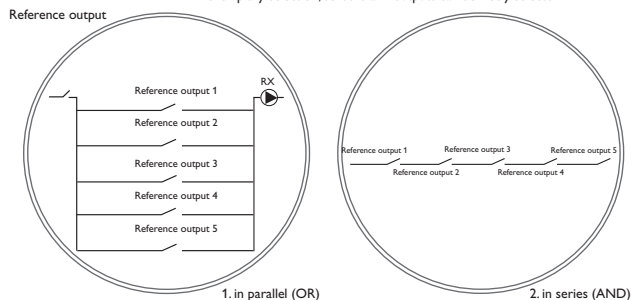 Reference output
RX
Reference output 1
Reference output 2
Reference output 3
Reference output 4
Reference output 5
1. in parallel (OR)
Reference output 1
Reference output 3
Reference output 5
Reference output 2
Reference output 4
2. in series (AND)